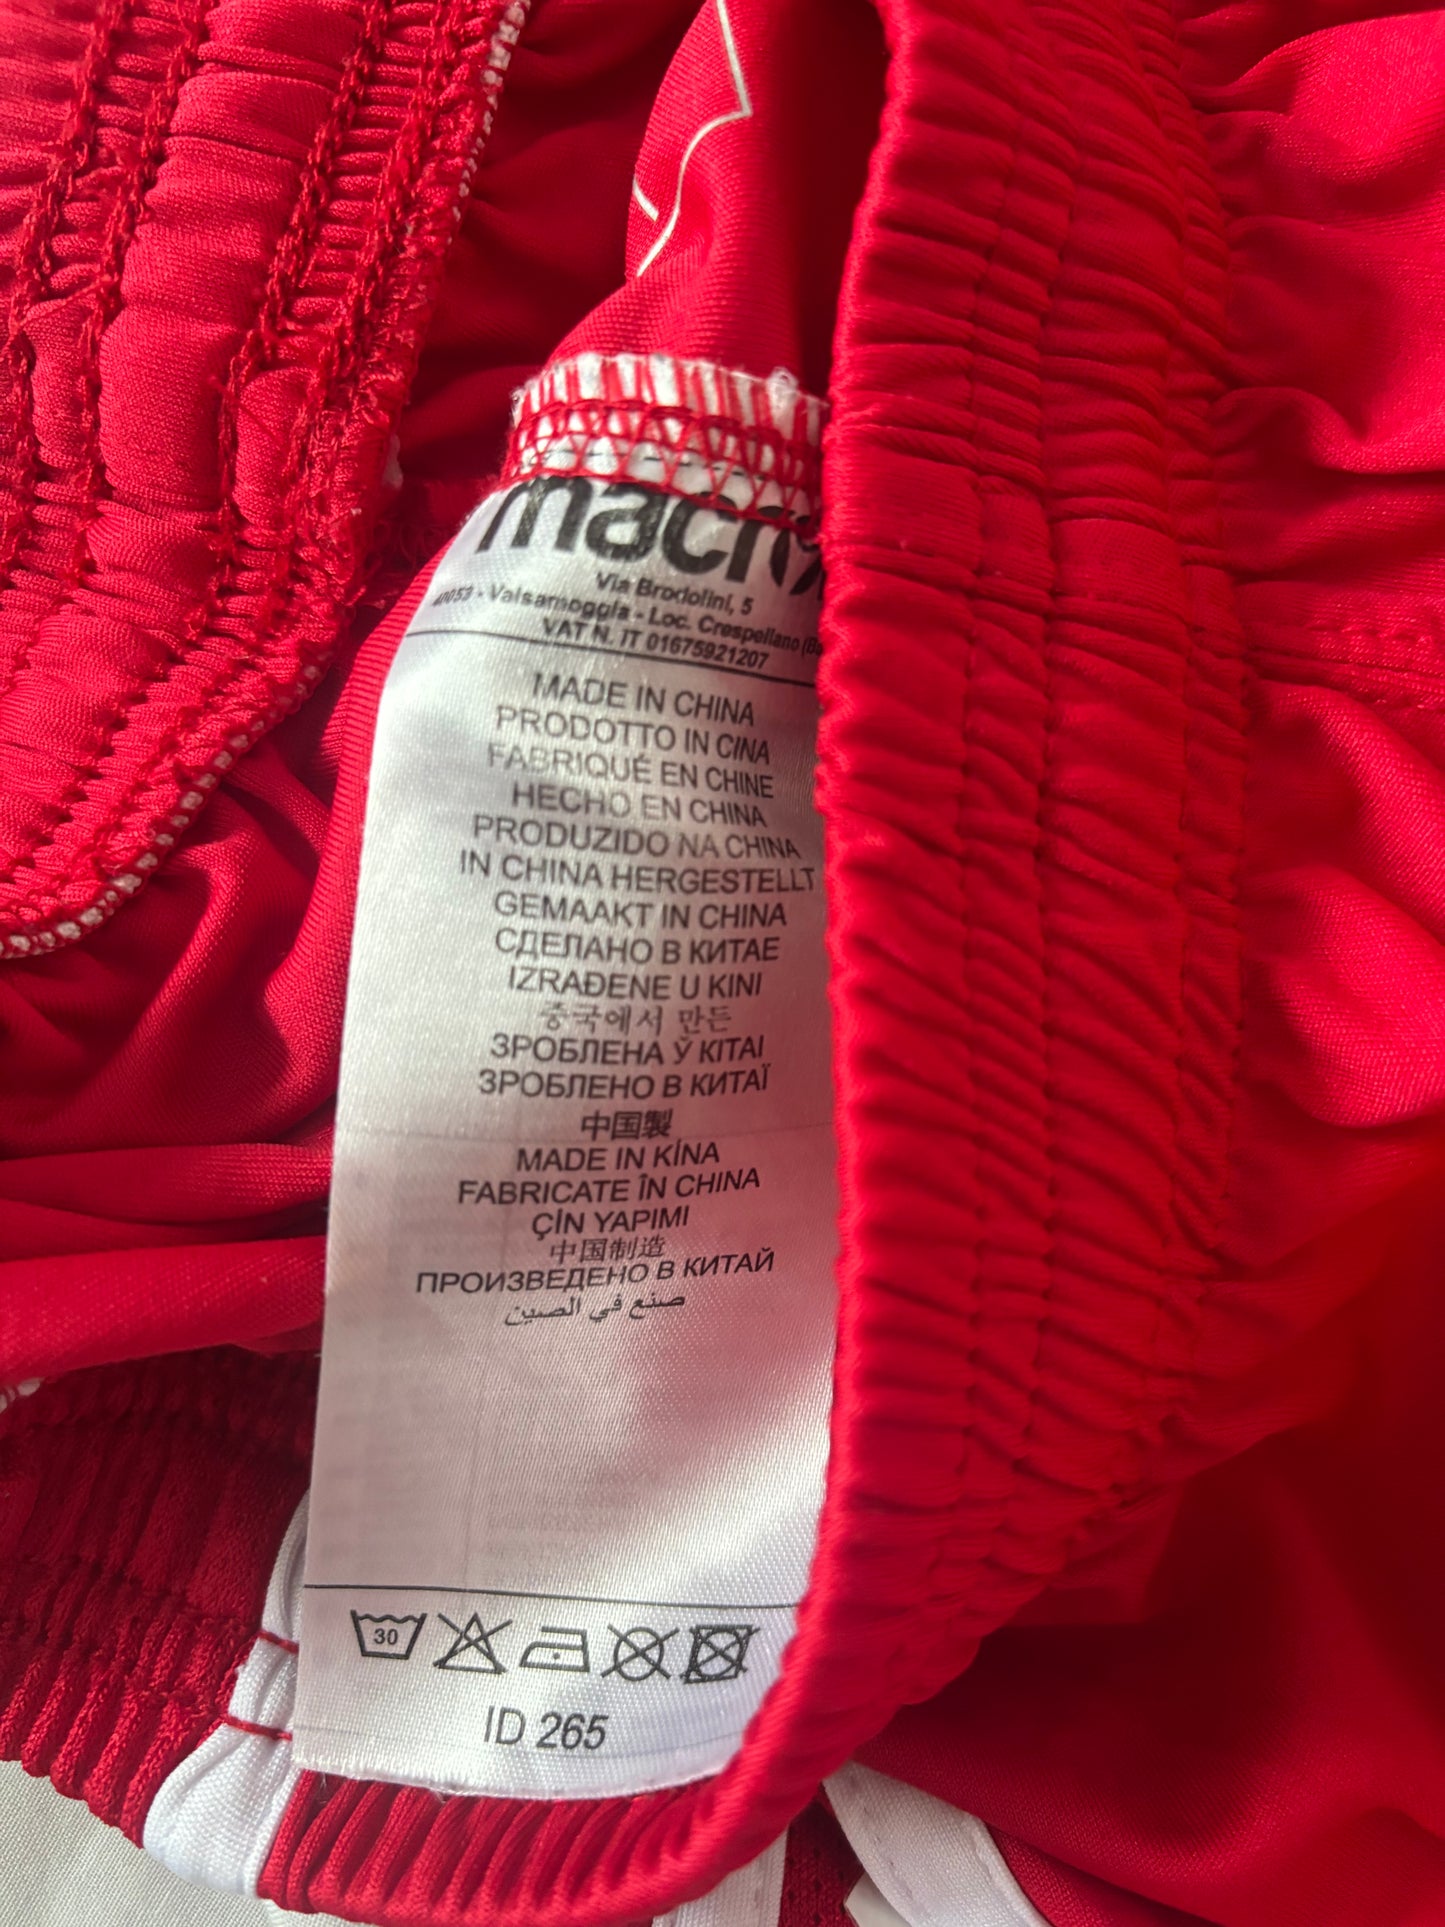 macro
Via Brodolini, 5
40053 - Valsamoggia - Loc. Crespellano (Bo
VAT N. IT 01675921207
MADE IN CHINA
PRODOTTO IN CINA
FABRIQUÉ EN CHINE
HECHO EN CHINA
PRODUZIDO NA CHINA
IN CHINA HERGESTELLT
GEMAAKT IN CHINA
СДЕЛАНО В КИТАЕ
IZRAĐENE U KINI
중국에서 만든
ЗРОБЛЕНА Ў KITAI
ЗРОБЛЕНО В КИТАЇ
中国製
MADE IN KÍNA
FABRICATE ÎN CHINA
ÇİN YAPIMI
中国制造
ПРОИЗВЕДЕНО В КИТАЙ
صنع في الصين
30
ID 265